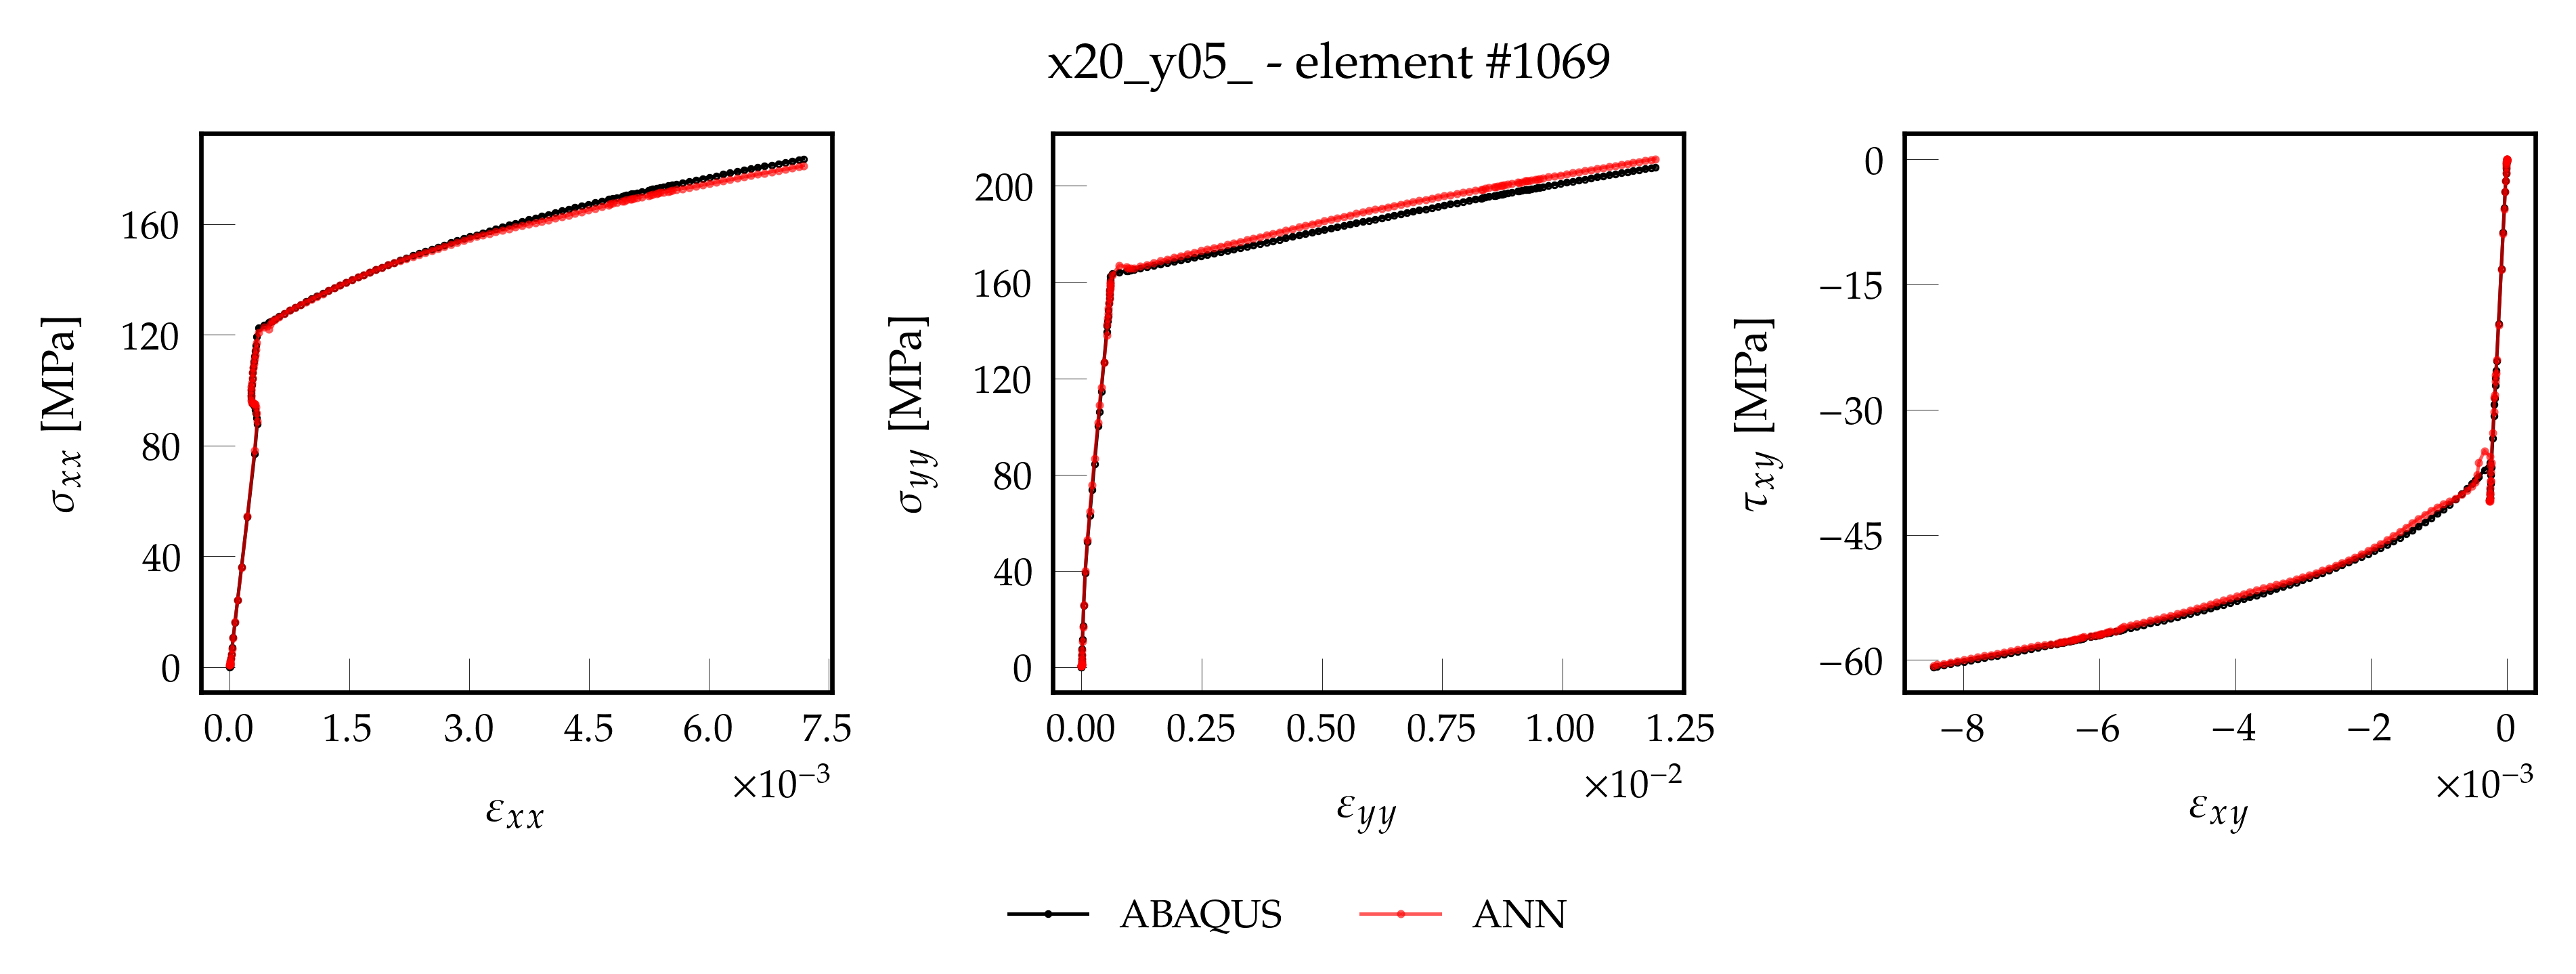 x20_y05_ - element #1069
σxx [MPa]
160
120
80
40
0
0.0 1.5 3.0 4.5 6.0 7.5
×10−3
εxx
σyy [MPa]
200
160
120
80
40
0
0.00 0.25 0.50 0.75 1.00 1.25
×10−2
εyy
τxy [MPa]
0
−15
−30
−45
−60
−8 −6 −4 −2 0
×10−3
εxy
ABAQUS ANN